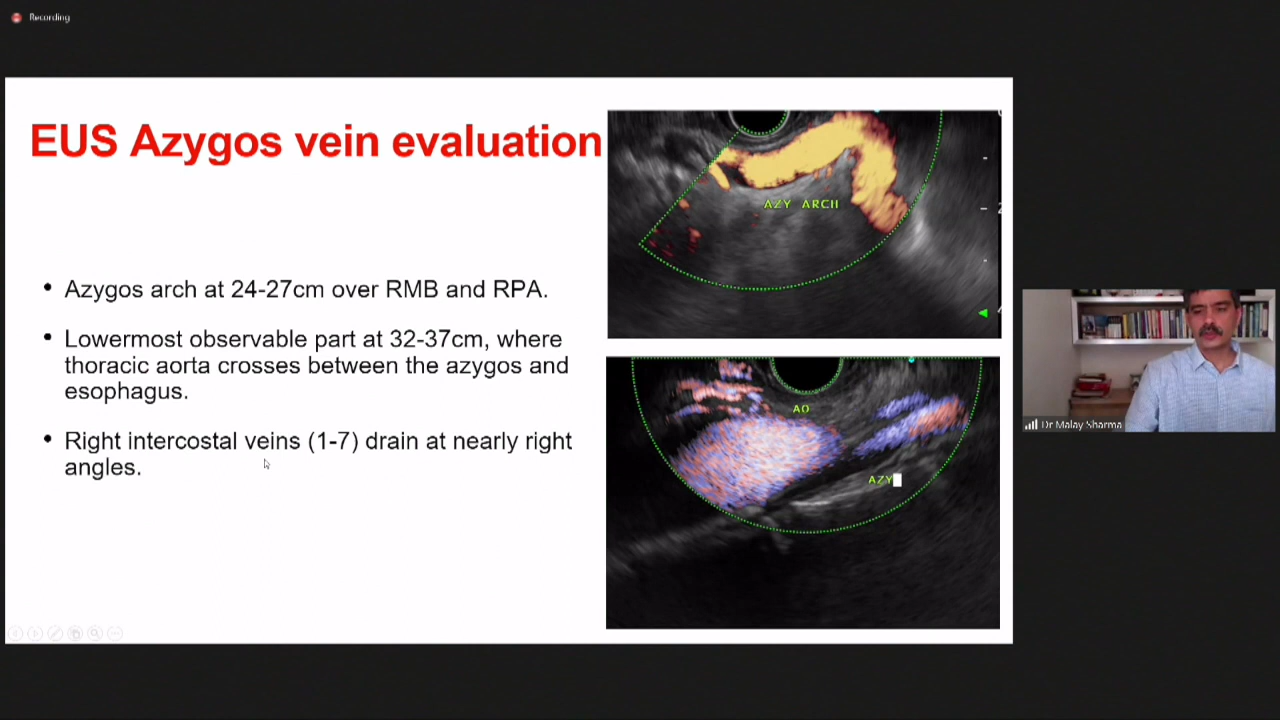 Recording
EUS Azygos vein evaluation
AZY ARCH
• Azygos arch at 24-27cm over RMB and RPA.
• Lowermost observable part at 32-37cm, where
thoracic aorta crosses between the azygos and
esophagus.
• Right intercostal veins (1-7) drain at nearly right
angles.
AO
AZY
Dr Malay Sharma